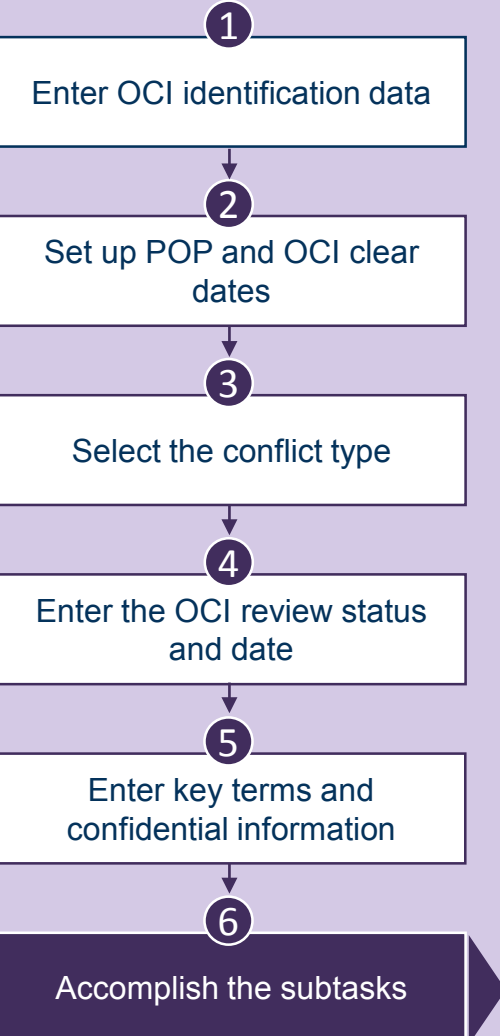 1
Enter OCI identification data
2
Set up POP and OCI clear
dates
3
Select the conflict type
4
Enter the OCI review status
and date
5
Enter key terms and
confidential information
6
Accomplish the subtasks